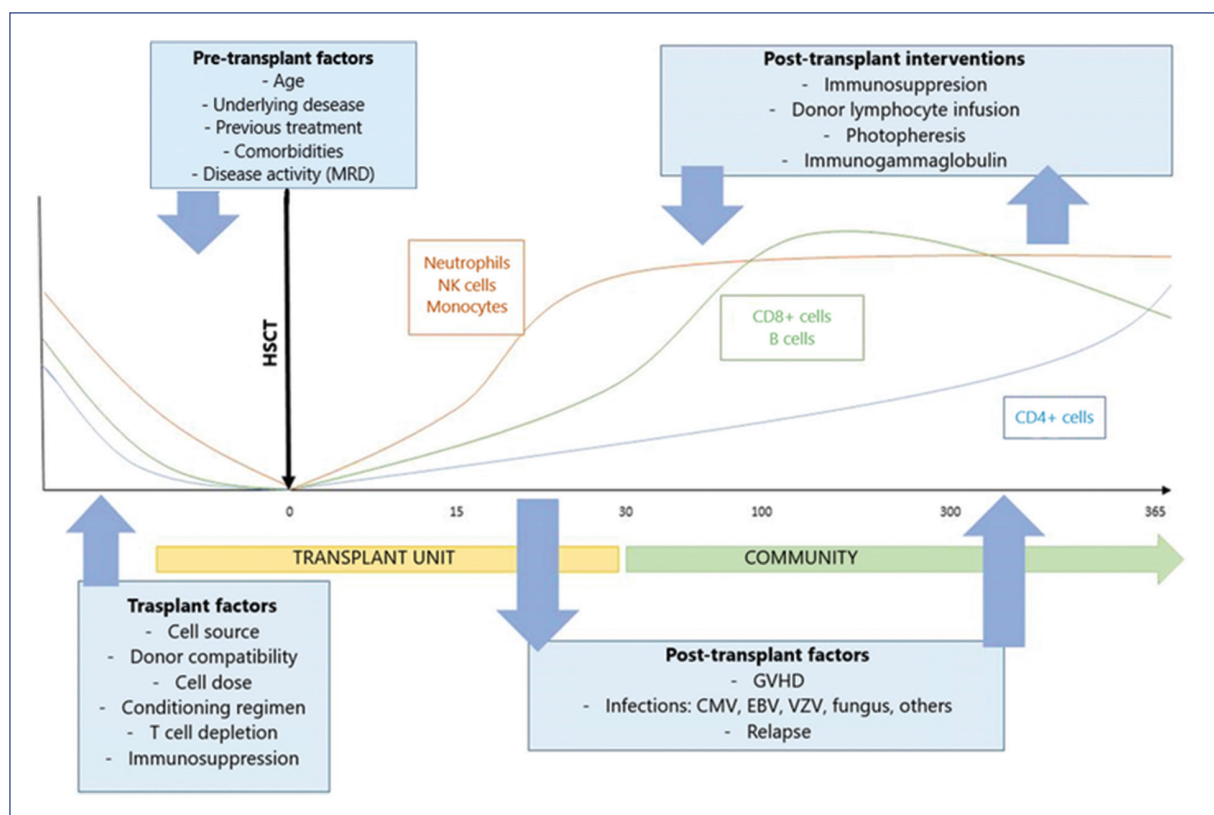 Pre-transplant factors
- Age
- Underlying desease
- Previous treatment
- Comorbidities
- Disease activity (MRD)
Post-transplant interventions
- Immunosuppresion
- Donor lymphocyte infusion
- Photopheresis
- Immunogammaglobulin
Neutrophils
NK cells
Monocytes
HSCT
CD8+ cells
B cells
CD4+ cells
0 15 30 100 300 365
TRANSPLANT UNIT COMMUNITY
Trasplant factors
- Cell source
- Donor compatibility
- Cell dose
- Conditioning regimen
- T cell depletion
- Immunosuppression
Post-transplant factors
- GVHD
- Infections: CMV, EBV, VZV, fungus, others
- Relapse